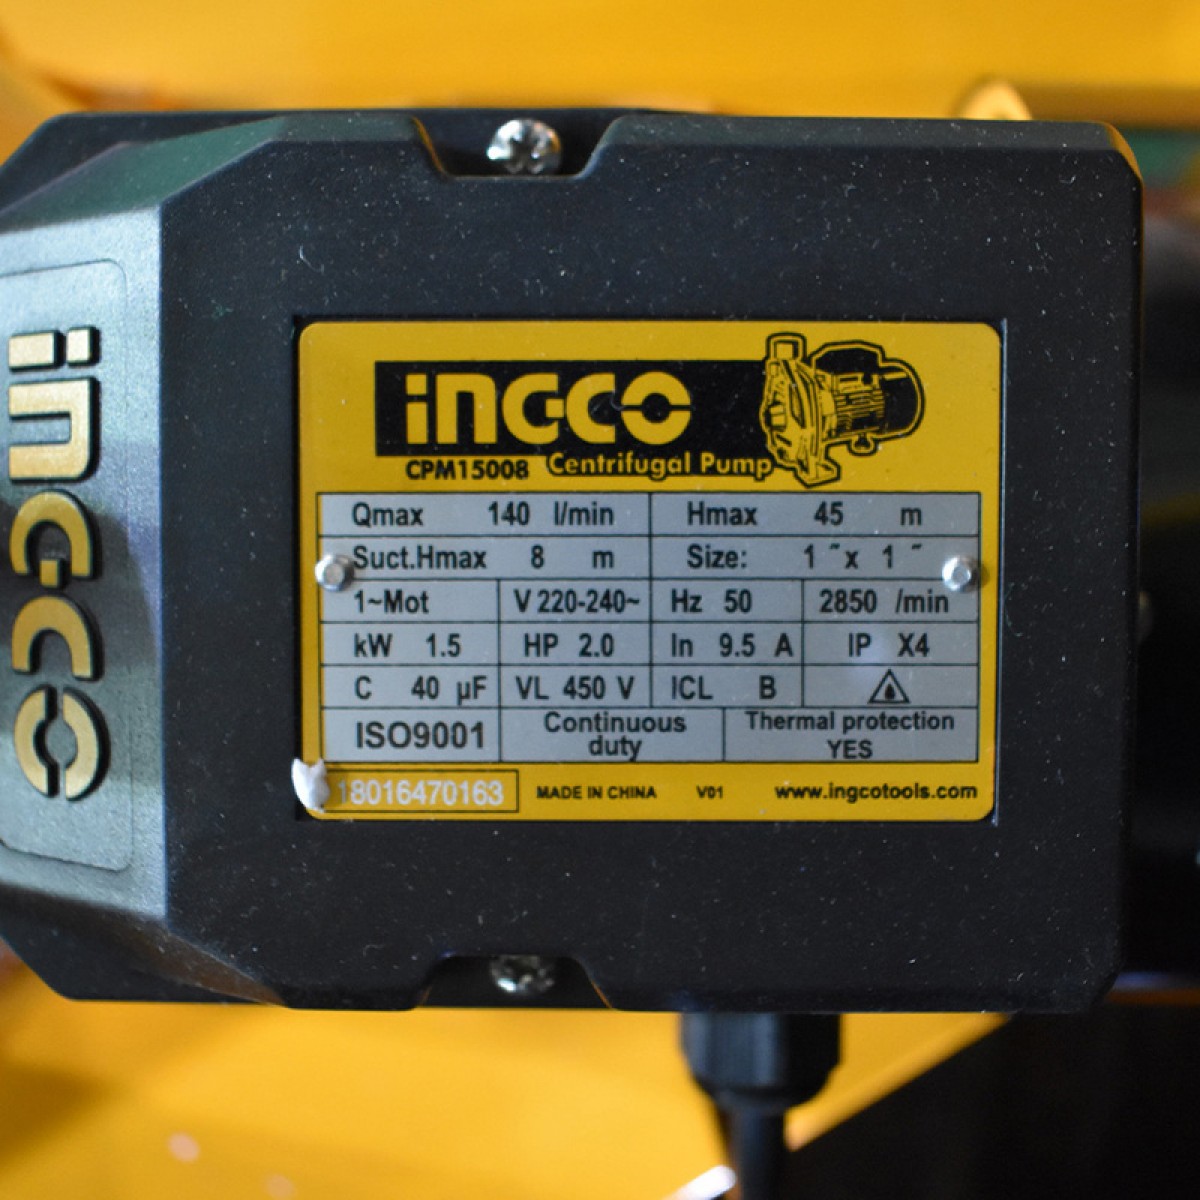 INGCO
INGCO
CPM15008 Centrifugal Pump
Qmax 140 l/min Hmax 45 m
Suct.Hmax 8 m Size: 1 ˝ x 1 ˝
1~Mot V 220-240~ Hz 50 2850 /min
kW 1.5 HP 2.0 In 9.5 A IP X4
C 40 µF VL 450 V ICL B
ISO9001 Continuous duty Thermal protection YES
18016470163 MADE IN CHINA V01 www.ingcotools.com